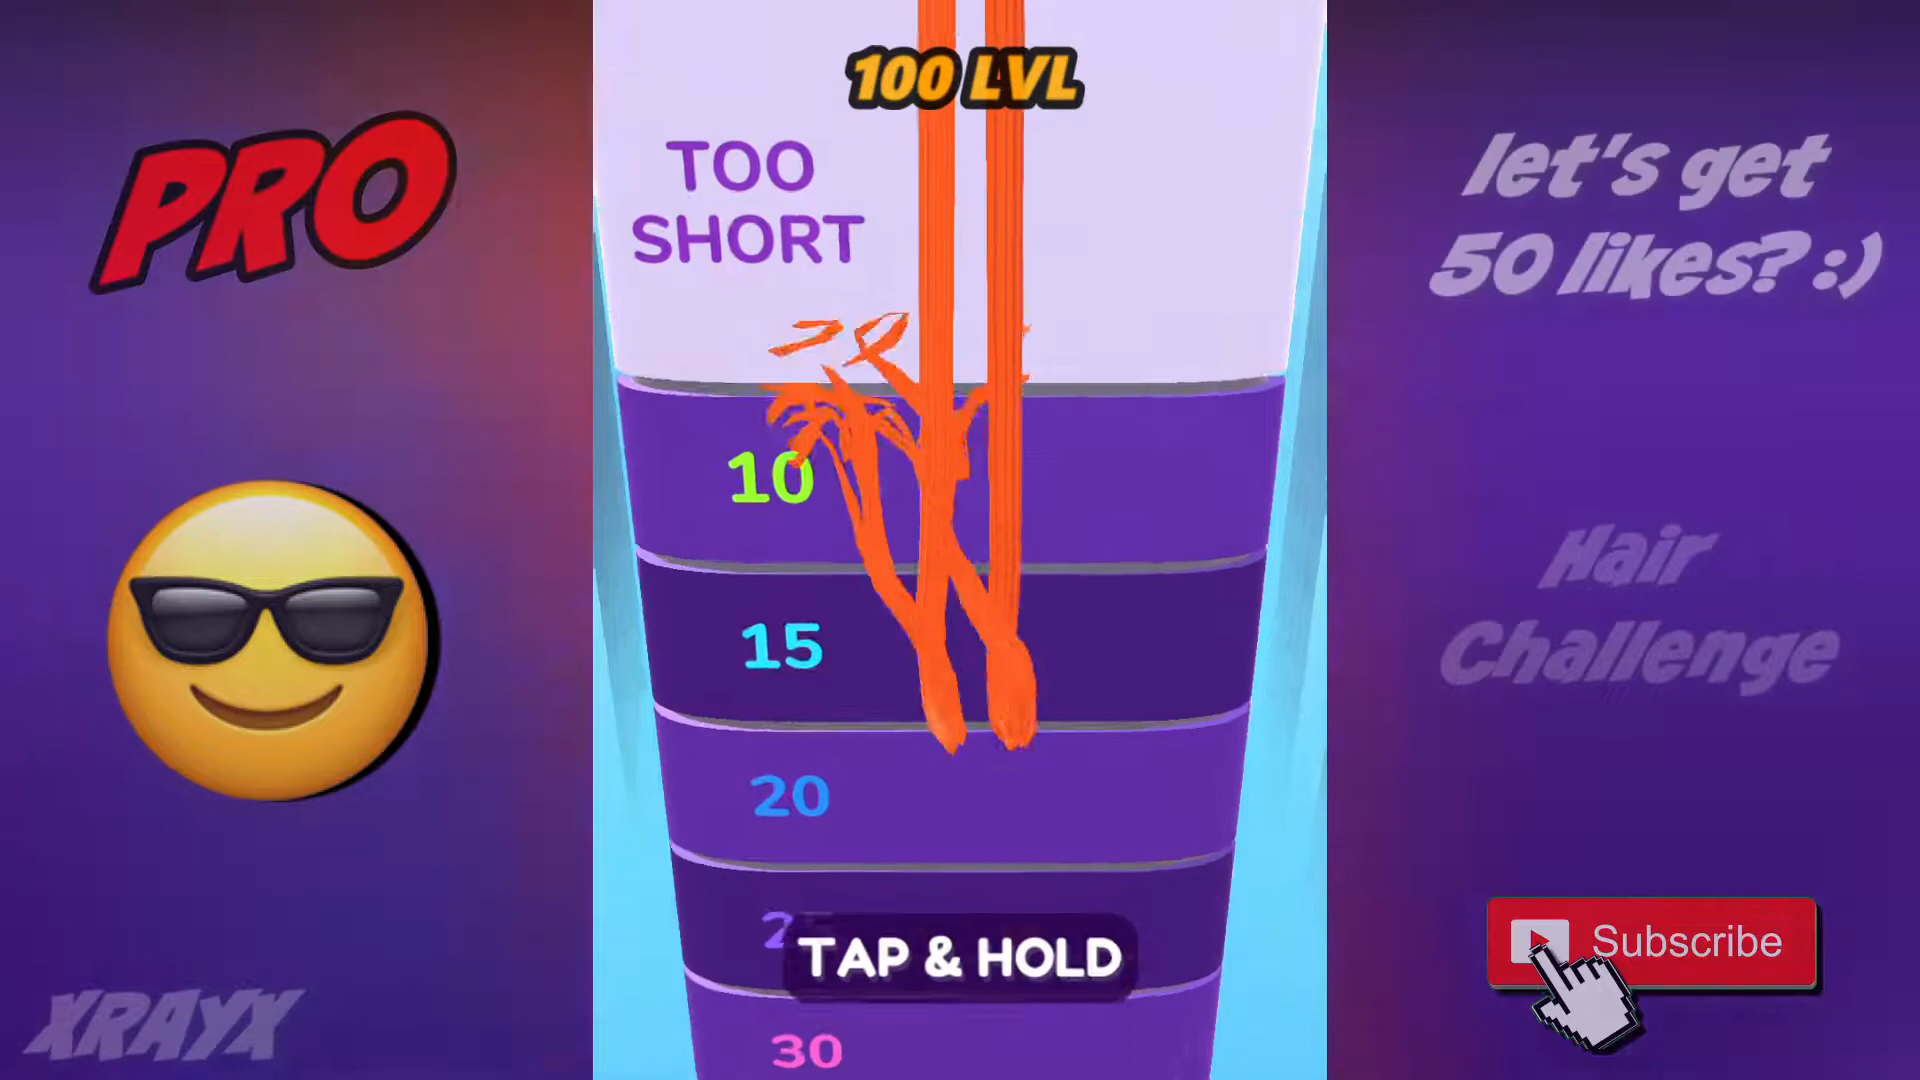 PRO
100 LVL
TOO
SHORT
let's get
50 likes? :)
10
Hair
Challenge
15
20
TAP & HOLD
Subscribe
XRAYX
30